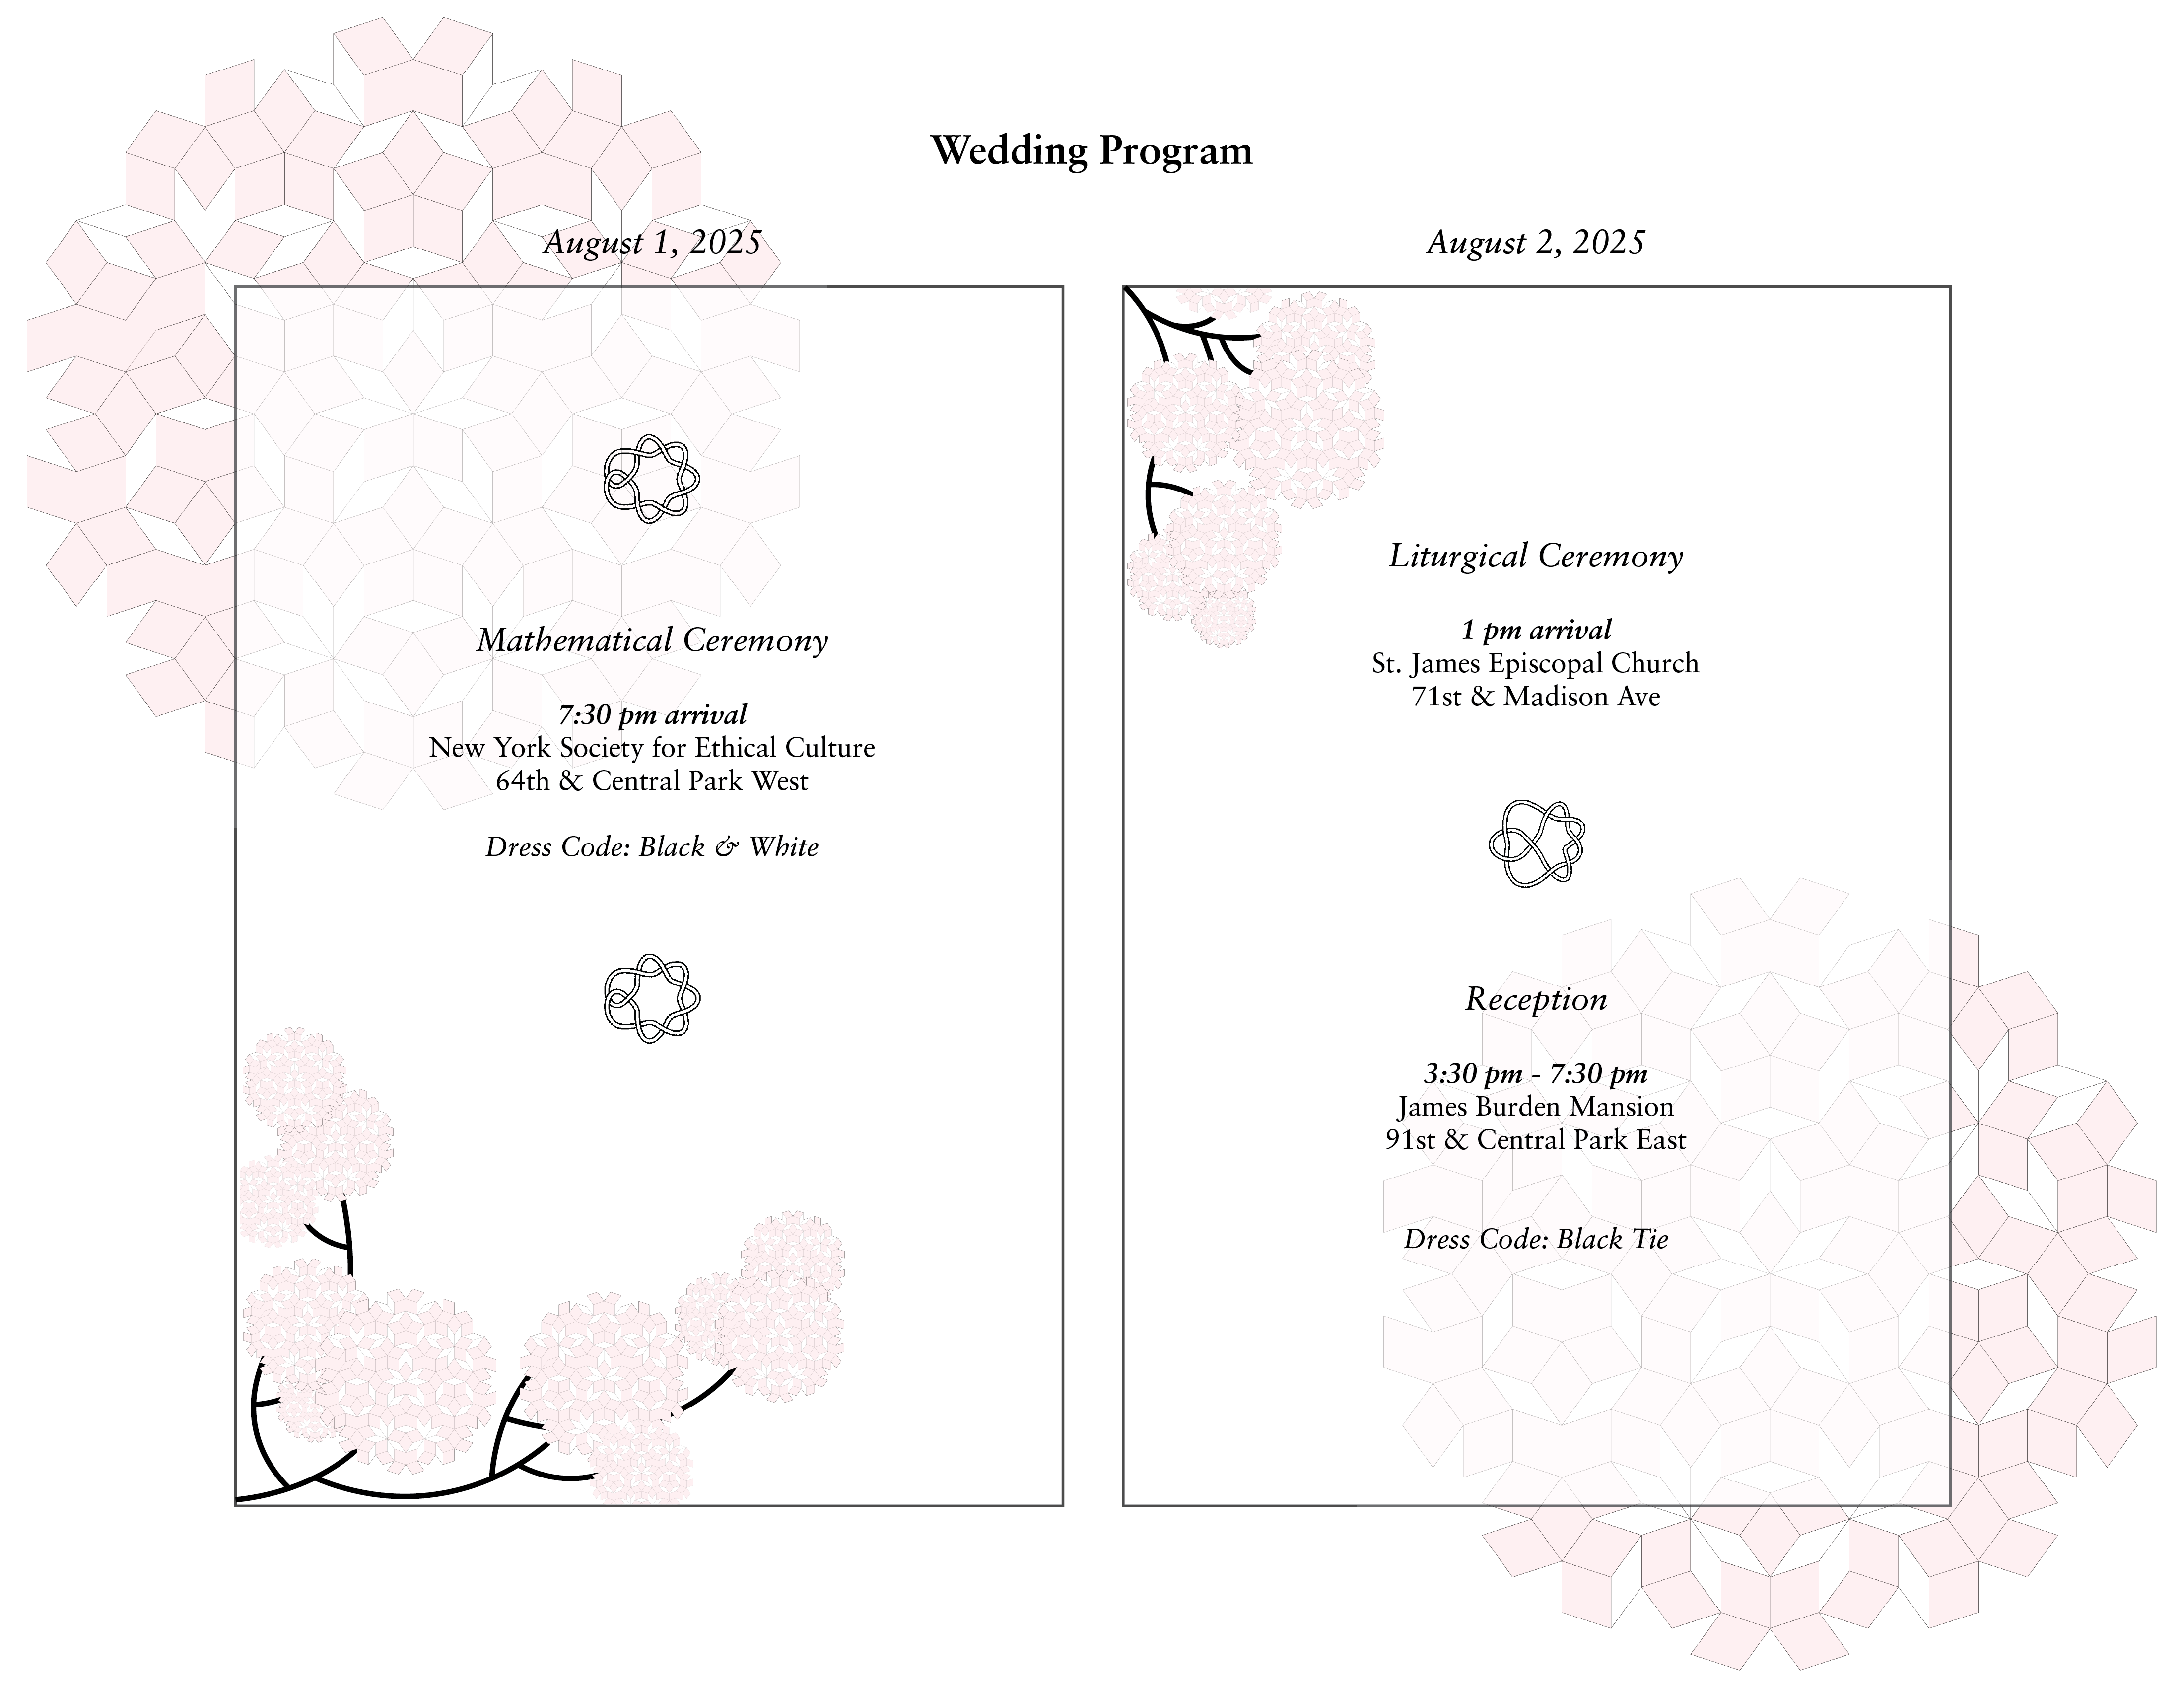 Wedding Program
August 1, 2025
Mathematical Ceremony
7:30 pm arrival
New York Society for Ethical Culture
64th & Central Park West
Dress Code: Black & White
August 2, 2025
Liturgical Ceremony
1 pm arrival
St. James Episcopal Church
71st & Madison Ave
Reception
3:30 pm - 7:30 pm
James Burden Mansion
91st & Central Park East
Dress Code: Black Tie